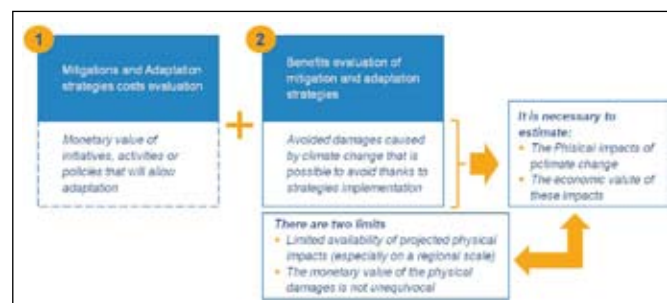 1
Mitigations and Adaptation
strategies costs evaluation
Monetary value of
initiatives, activities or
policies that will allow
adaptation
2
Benefits evaluation of
mitigation and adaptation
strategies
Avoided damages caused
by climate change that is
possible to avoid thanks to
strategies implementation
It is necessary to
estimate:
The Phisical impacts of
pclimate change
The economic value of
these impacts
There are two limits
Limited availability of projected physical
impacts (especially on a regional scale)
The monetary value of the physical
damages is not unequivocal